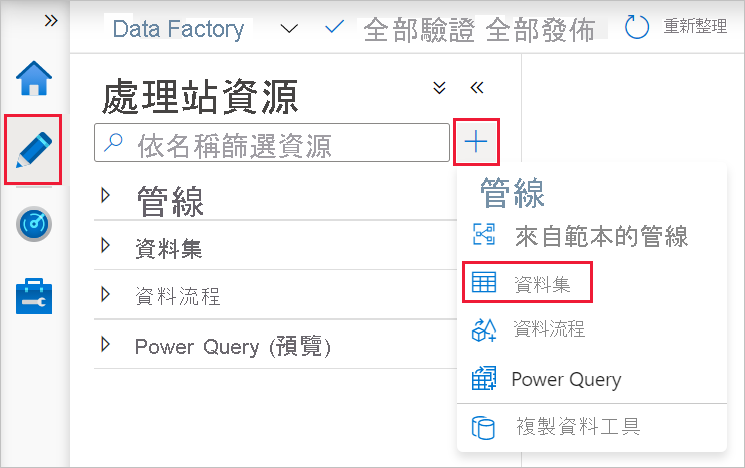 Data Factory 全部驗證 全部發佈 重新整理
處理站資源
依名稱篩選資源
管線
資料集
資料流程
Power Query (預覽)
管線
來自範本的管線
資料集
資料流程
Power Query
複製資料工具